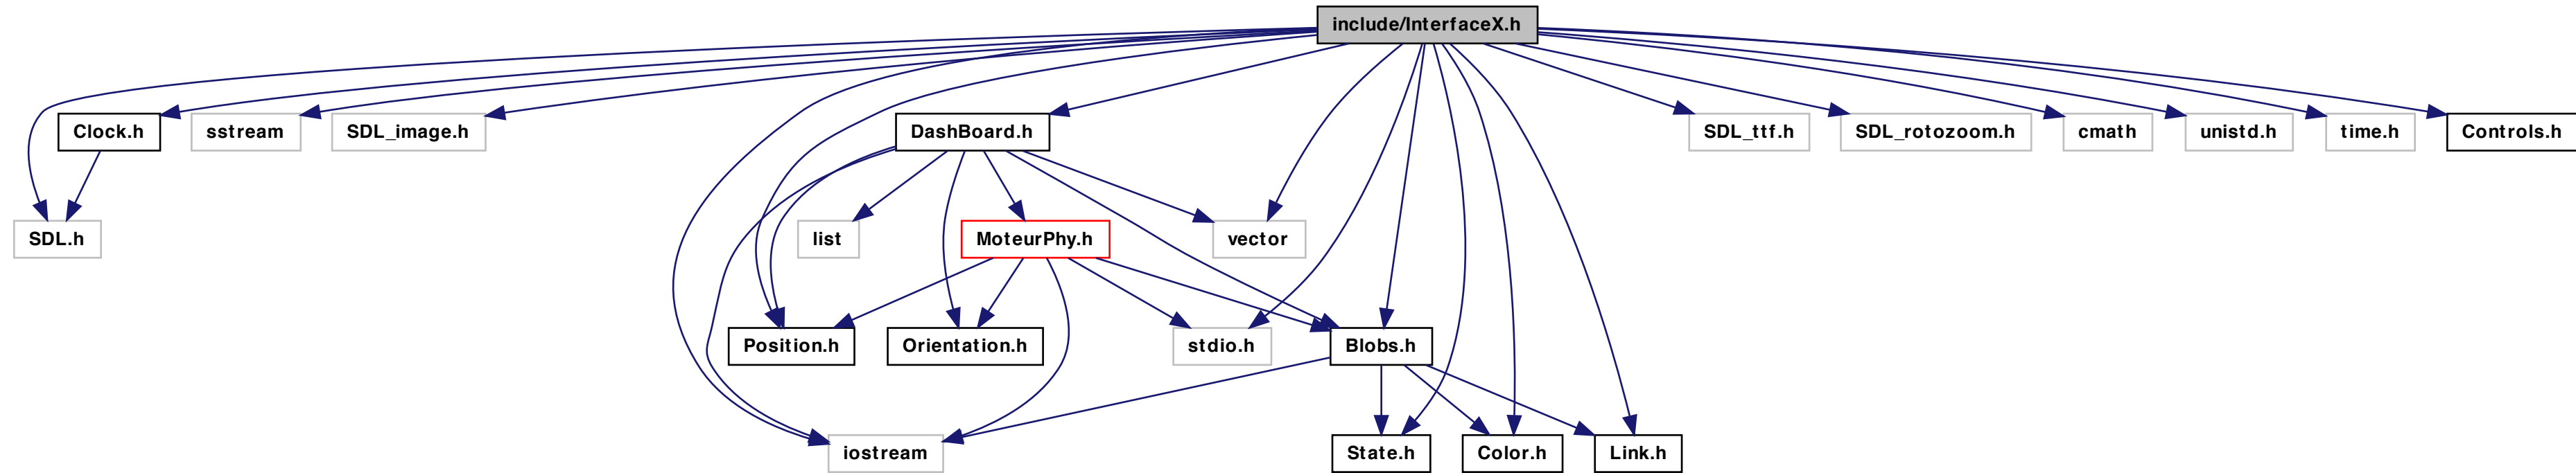 include/InterfaceX.h
Clock.h
sstream
SDL_image.h
DashBoard.h
SDL_ttf.h
SDL_rotozoom.h
cmath
unistd.h
time.h
Controls.h
SDL.h
list
MoteurPhy.h
vector
Position.h
Orientation.h
stdio.h
Blobs.h
iostream
State.h
Color.h
Link.h